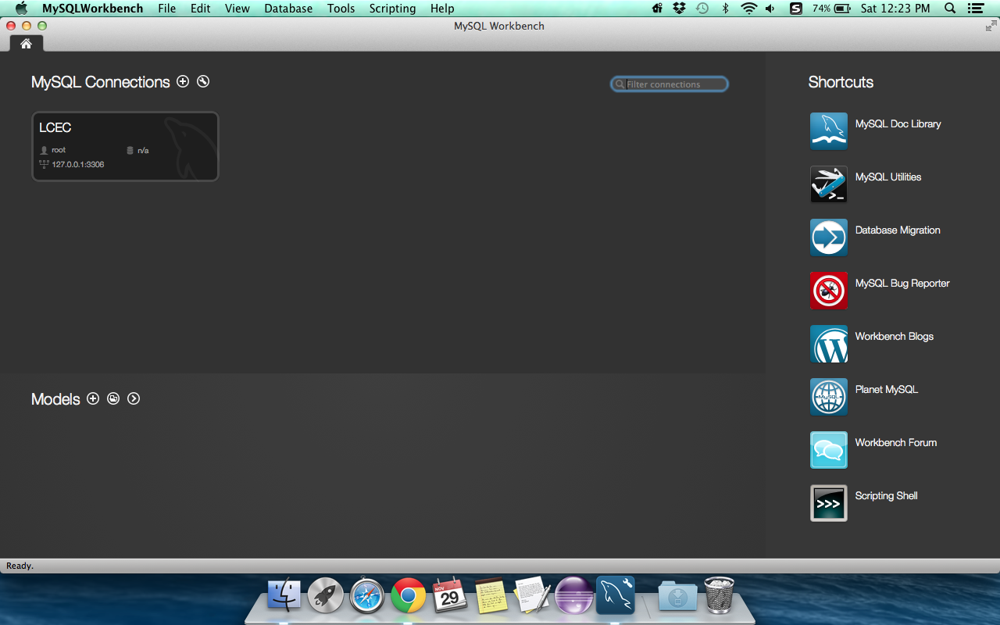 MySQLWorkbench File Edit View Database Tools Scripting Help 74% Sat 12:23 PM
MySQL Workbench
MySQL Connections
Filter connections
LCEC
root
n/a
127.0.0.1:3306
Shortcuts
MySQL Doc Library
MySQL Utilities
Database Migration
MySQL Bug Reporter
Workbench Blogs
Planet MySQL
Workbench Forum
>>>
Scripting Shell
Models
Ready.
NOV
29